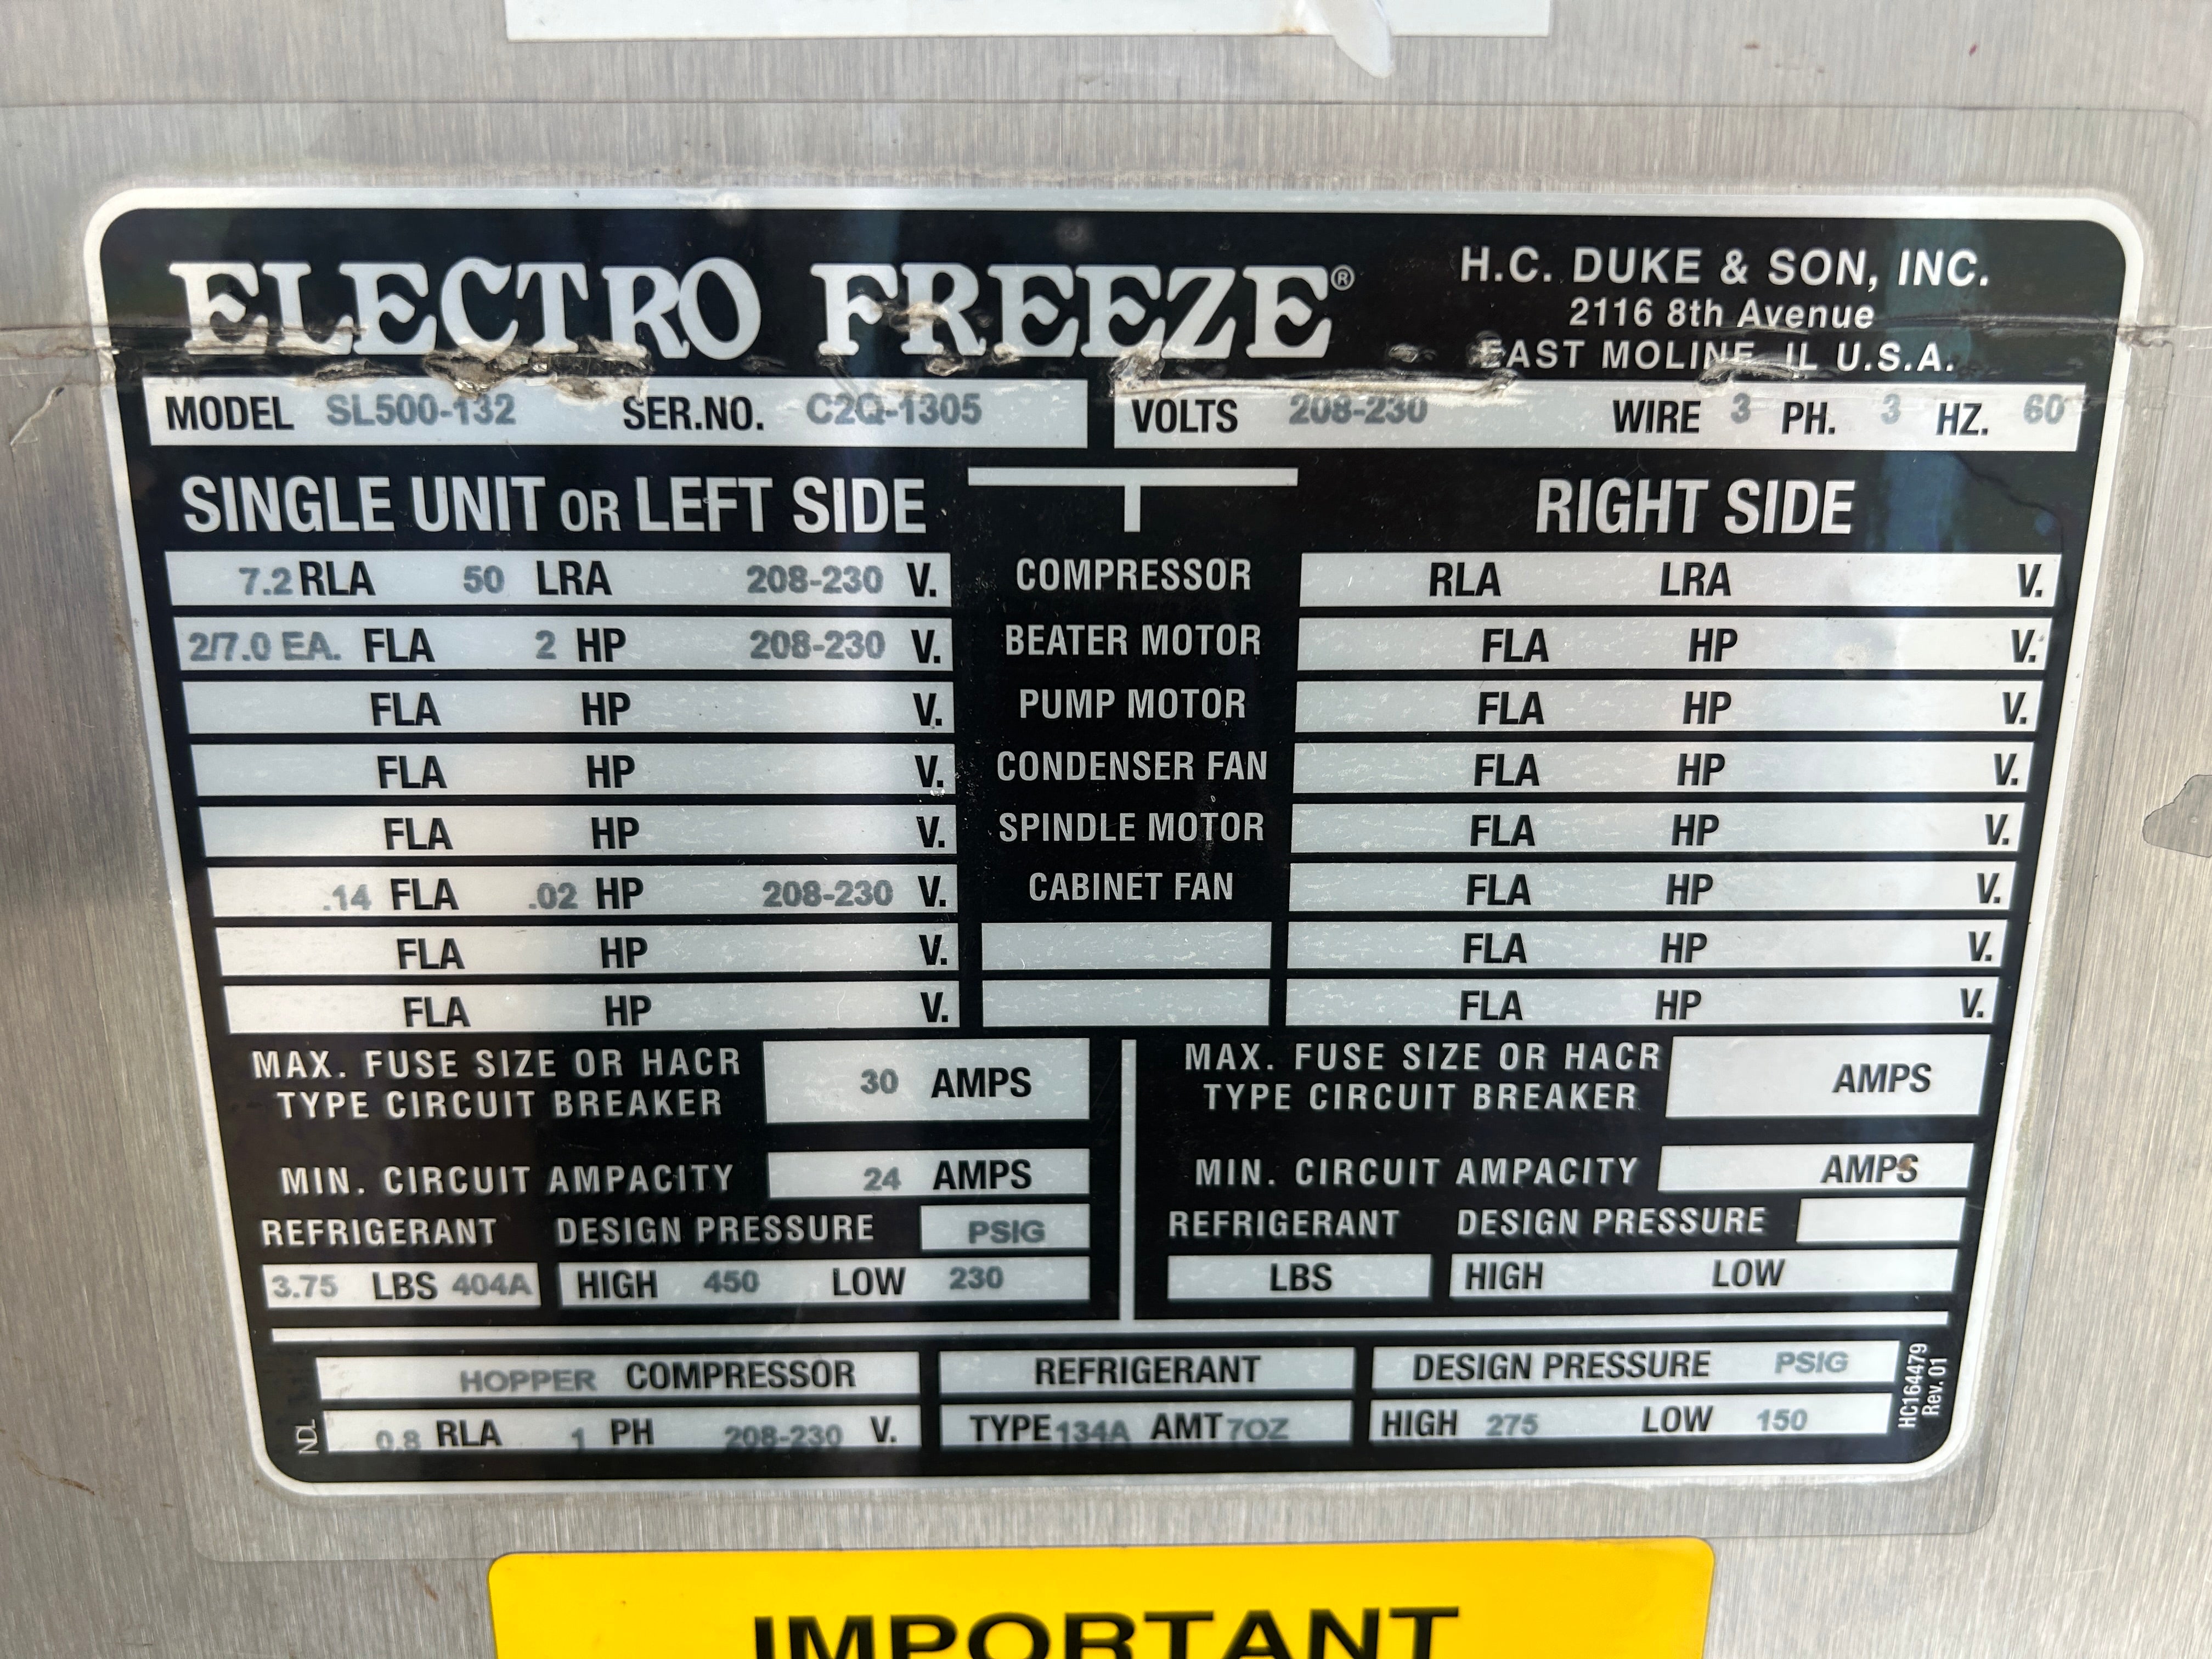 ELECTRO FREEZE®
H.C. DUKE & SON, INC.
2116 8th Avenue
EAST MOLINE, IL U.S.A.
MODEL SL500-132 SER.NO. C2Q-1305 VOLTS 208-230 WIRE 3 PH. 3 HZ. 60
SINGLE UNIT OR LEFT SIDE RIGHT SIDE
7.2 RLA 50 LRA 208-230 V. COMPRESSOR RLA LRA V.
2/7.0 EA. FLA 2 HP 208-230 V. BEATER MOTOR FLA HP V.
FLA HP V. PUMP MOTOR FLA HP V.
FLA HP V. CONDENSER FAN FLA HP V.
FLA HP V. SPINDLE MOTOR FLA HP V.
.14 FLA .02 HP 208-230 V. CABINET FAN FLA HP V.
FLA HP V. FLA HP V.
FLA HP V. FLA HP V.
MAX. FUSE SIZE OR HACR
TYPE CIRCUIT BREAKER 30 AMPS
MIN. CIRCUIT AMPACITY 24 AMPS
REFRIGERANT DESIGN PRESSURE PSIG
3.75 LBS 404A HIGH 450 LOW 230
MAX. FUSE SIZE OR HACR
TYPE CIRCUIT BREAKER AMPS
MIN. CIRCUIT AMPACITY AMPS
REFRIGERANT DESIGN PRESSURE
LBS HIGH LOW
HOPPER COMPRESSOR REFRIGERANT DESIGN PRESSURE PSIG
0.8 RLA 1 PH 208-230 V. TYPE 134A AMT 7OZ HIGH 275 LOW 150
NDL
HC164479
Rev. 01
IMPORTANT